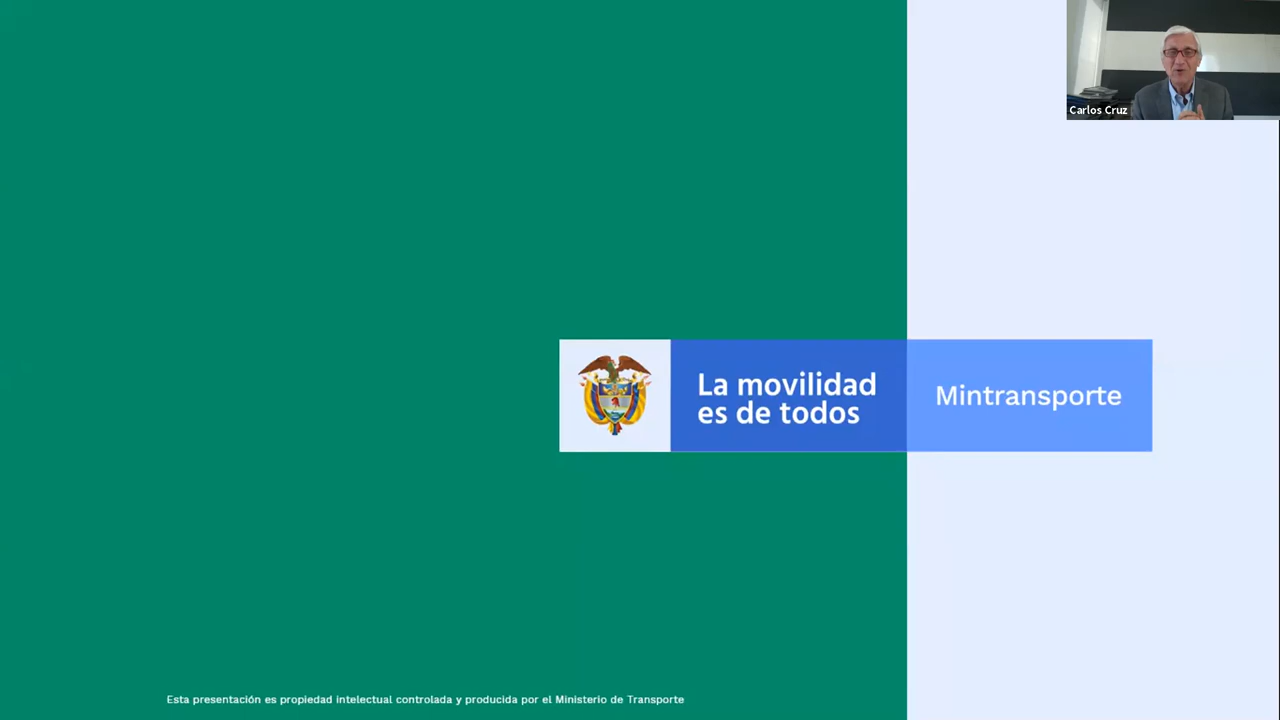 Carlos Cruz
La movilidad
es de todos
Mintransporte
Esta presentación es propiedad intelectual controlada y producida por el Ministerio de Transporte